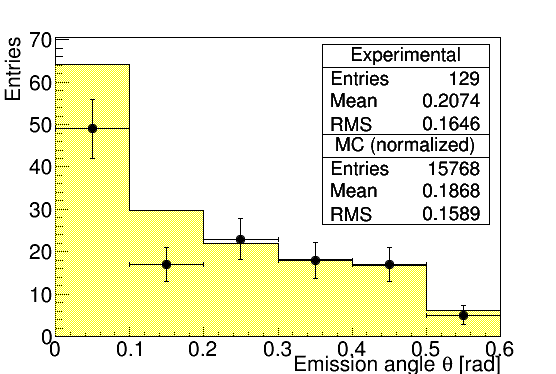 Entries
70
60
50
40
30
20
10
0
Experimental
Entries 129
Mean 0.2074
RMS 0.1646
MC (normalized)
Entries 15768
Mean 0.1868
RMS 0.1589
0 0.1 0.2 0.3 0.4 0.5 0.6
Emission angle θ [rad]